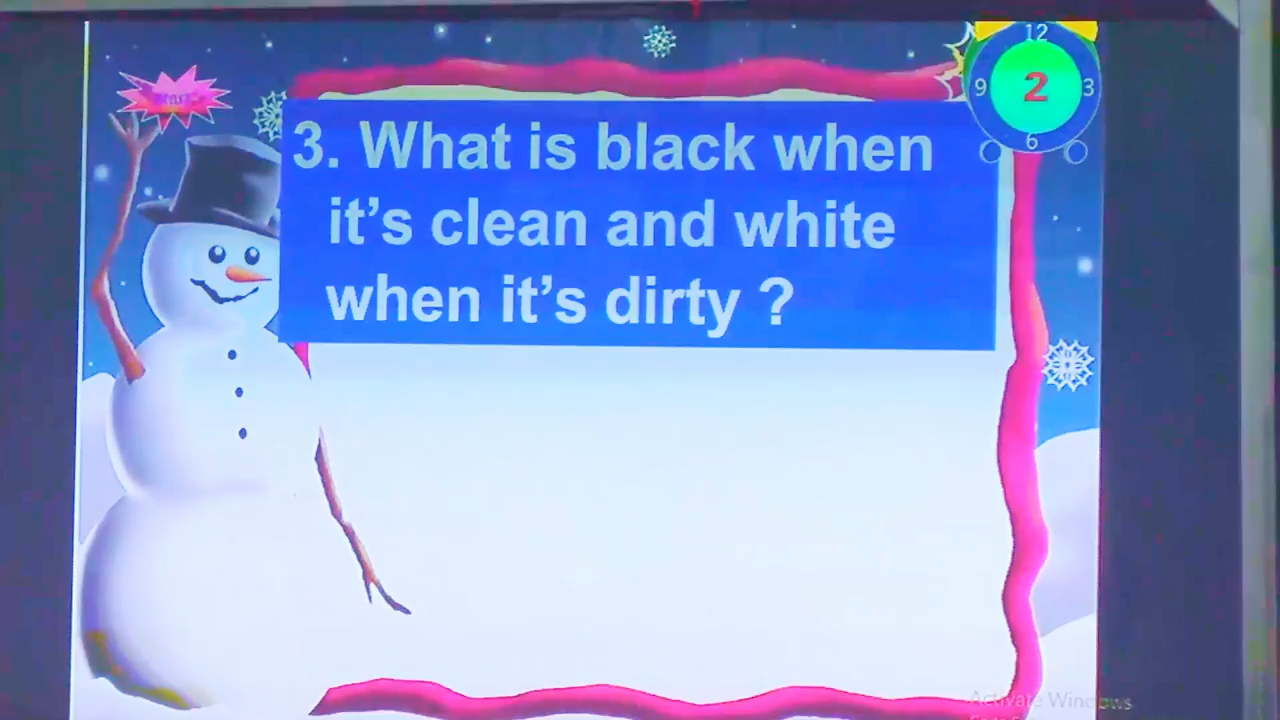 12
9 2 3
6
3. What is black when
it’s clean and white
when it’s dirty ?
Activate Windows